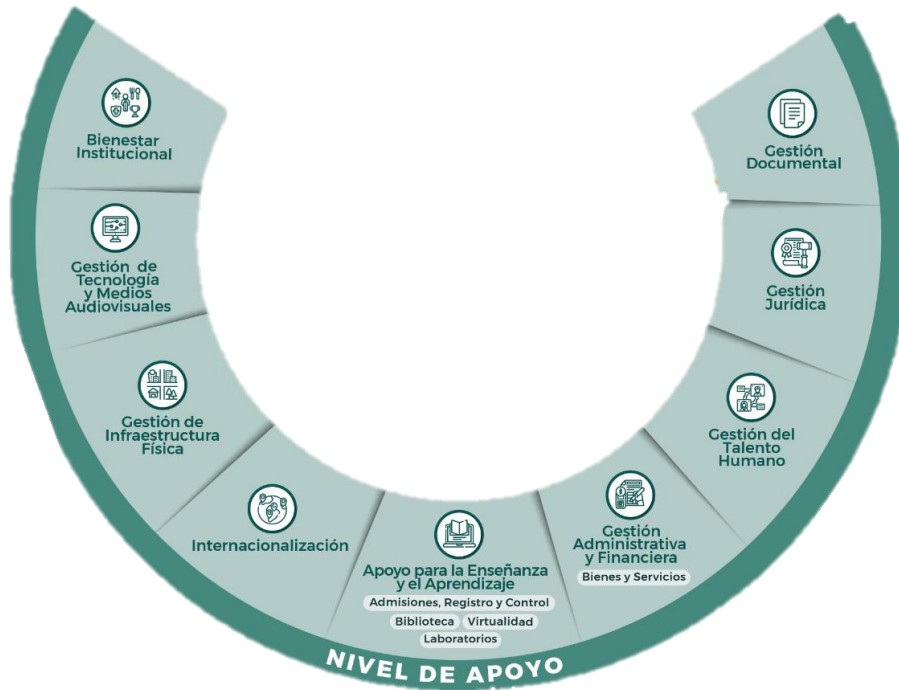 Bienestar
Institucional
Gestión de
Tecnología
y Medios
Audiovisuales
Gestión de
Infraestructura
Física
Internacionalización
Apoyo para la Enseñanza
y el Aprendizaje
Admisiones, Registro y Control
Biblioteca Virtualidad
Laboratorios
Gestión
Administrativa
y Financiera
Bienes y Servicios
Gestión del
Talento
Humano
Gestión
Jurídica
Gestión
Documental
NIVEL DE APOYO